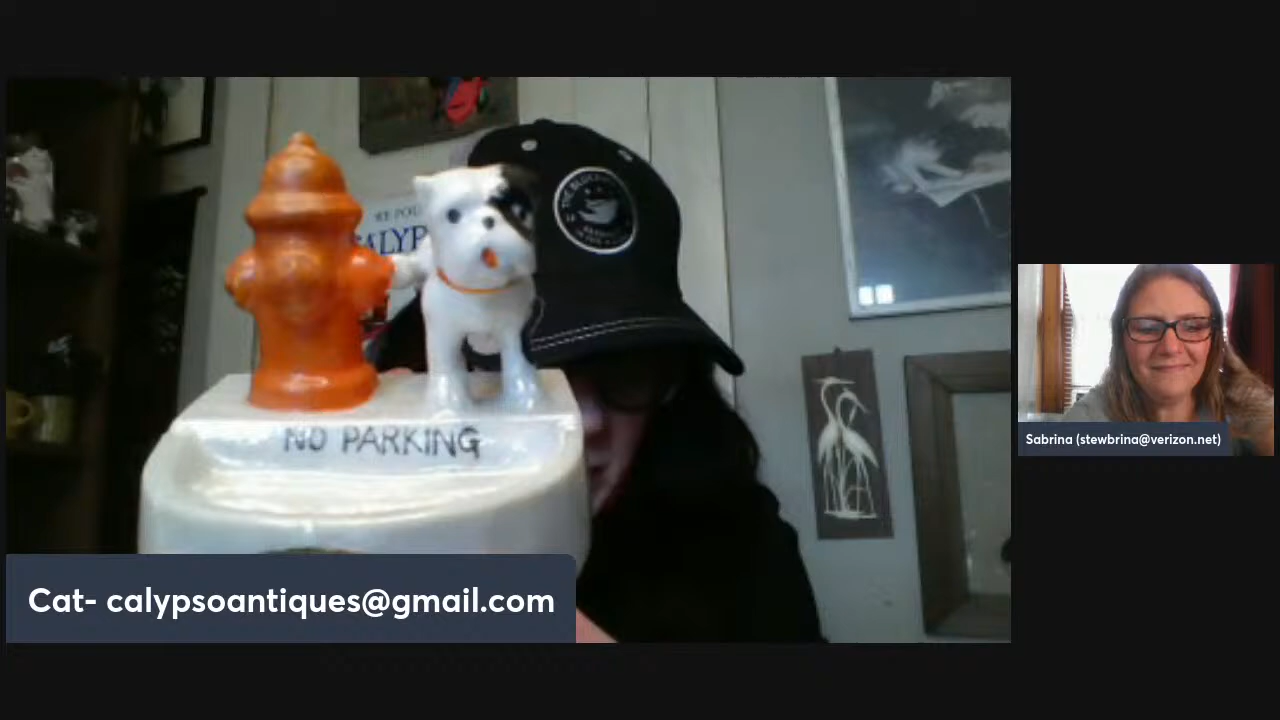 NO PARKING
Cat- calypsoantiques@gmail.com
Sabrina (stewbrina@verizon.net)